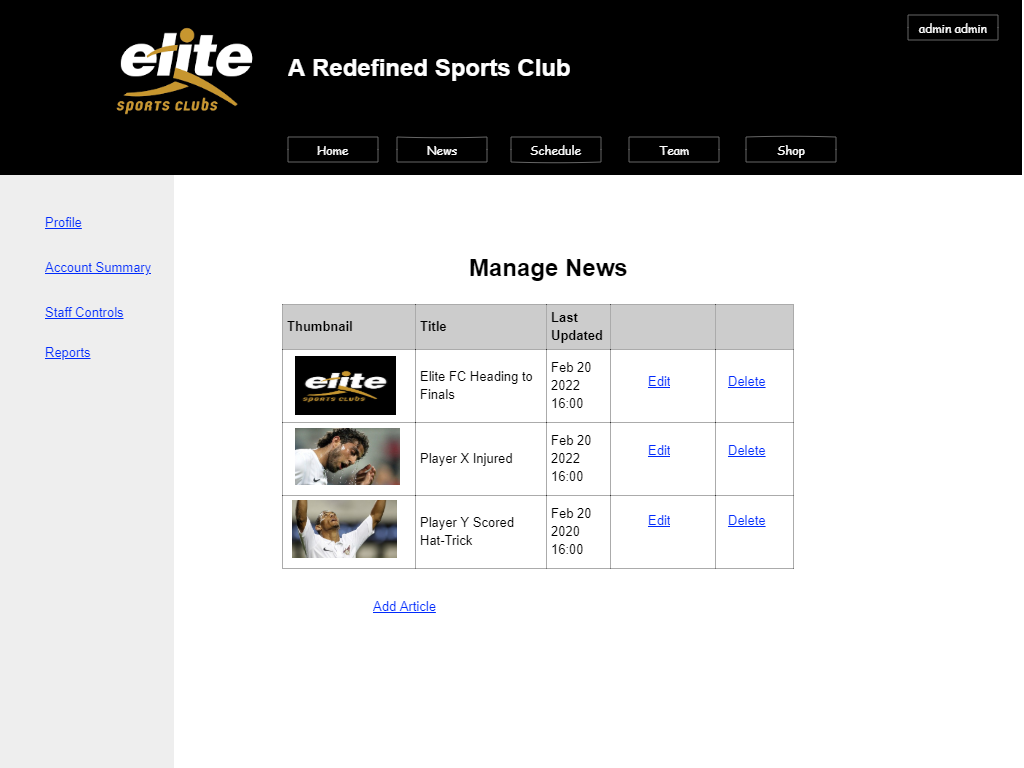 admin admin
elite
SPORTS CLUBS
A Redefined Sports Club
Home News Schedule Team Shop
Profile
Account Summary
Staff Controls
Reports
Manage News
Thumbnail Title Last
Updated
elite
SPORTS CLUBS
Elite FC Heading to
Finals
Feb 20
2022
16:00
Edit Delete
Player X Injured
Feb 20
2022
16:00
Edit Delete
Player Y Scored
Hat-Trick
Feb 20
2020
16:00
Edit Delete
Add Article